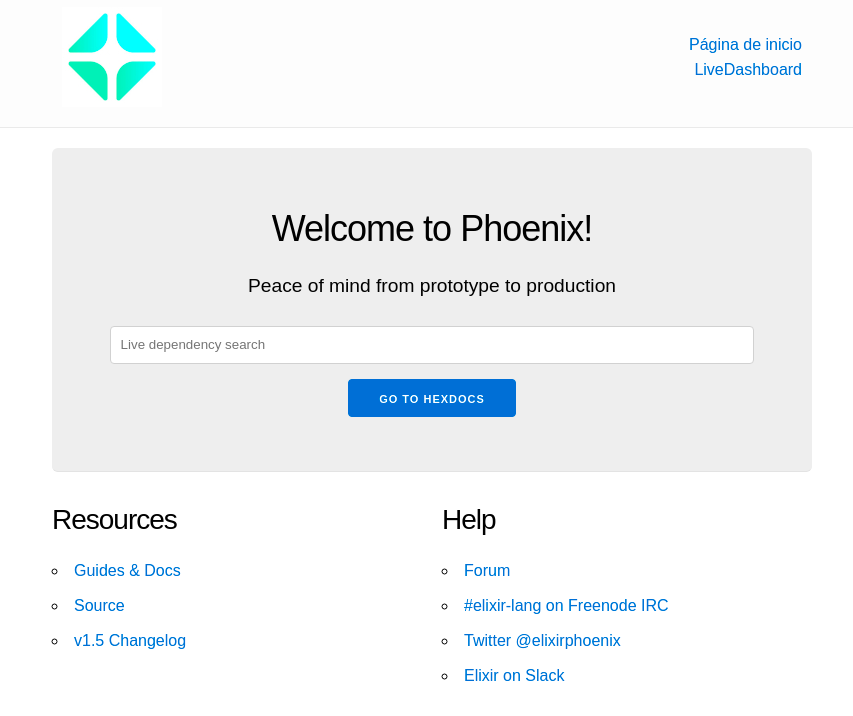 Página de inicio
LiveDashboard
Welcome to Phoenix!
Peace of mind from prototype to production
Live dependency search
GO TO HEXDOCS
Resources
Guides & Docs
Source
v1.5 Changelog
Help
Forum
#elixir-lang on Freenode IRC
Twitter @elixirphoenix
Elixir on Slack